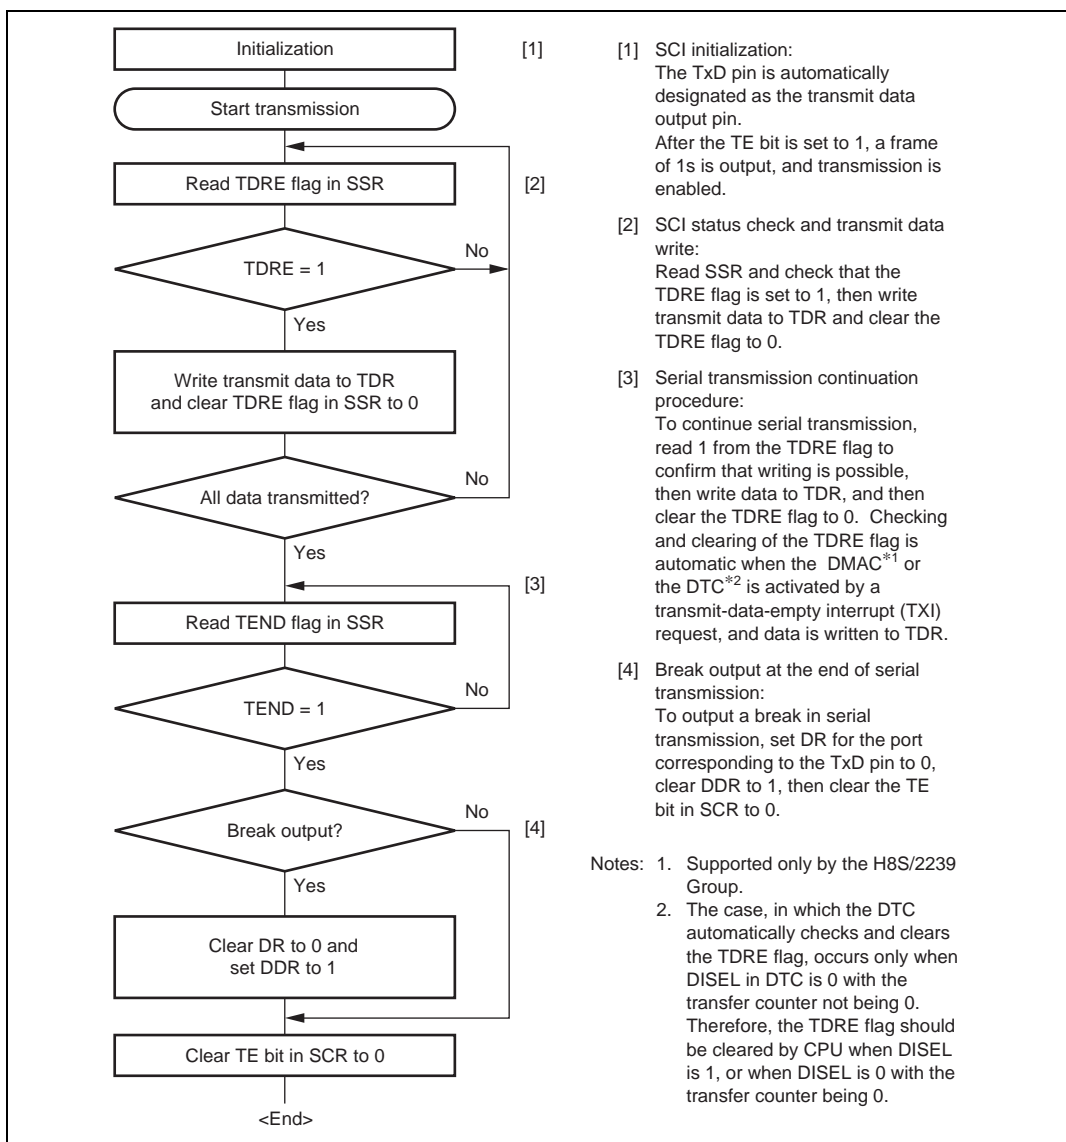 Initialization
[1]
Start transmission
Read TDRE flag in SSR
[2]
TDRE = 1
No
Yes
Write transmit data to TDR
and clear TDRE flag in SSR to 0
All data transmitted?
No
Yes
[3]
Read TEND flag in SSR
TEND = 1
No
Yes
Break output?
No
[4]
Yes
Clear DR to 0 and
set DDR to 1
Clear TE bit in SCR to 0
<End>
[1] SCI initialization:
The TxD pin is automatically
designated as the transmit data
output pin.
After the TE bit is set to 1, a frame
of 1s is output, and transmission is
enabled.
[2] SCI status check and transmit data
write:
Read SSR and check that the
TDRE flag is set to 1, then write
transmit data to TDR and clear the
TDRE flag to 0.
[3] Serial transmission continuation
procedure:
To continue serial transmission,
read 1 from the TDRE flag to
confirm that writing is possible,
then write data to TDR, and then
clear the TDRE flag to 0. Checking
and clearing of the TDRE flag is
automatic when the DMAC*1 or
the DTC*2 is activated by a
transmit-data-empty interrupt (TXI)
request, and data is written to TDR.
[4] Break output at the end of serial
transmission:
To output a break in serial
transmission, set DR for the port
corresponding to the TxD pin to 0,
clear DDR to 1, then clear the TE
bit in SCR to 0.
Notes: 1. Supported only by the H8S/2239
Group.
2. The case, in which the DTC
automatically checks and clears
the TDRE flag, occurs only when
DISEL in DTC is 0 with the
transfer counter not being 0.
Therefore, the TDRE flag should
be cleared by CPU when DISEL
is 1, or when DISEL is 0 with the
transfer counter being 0.